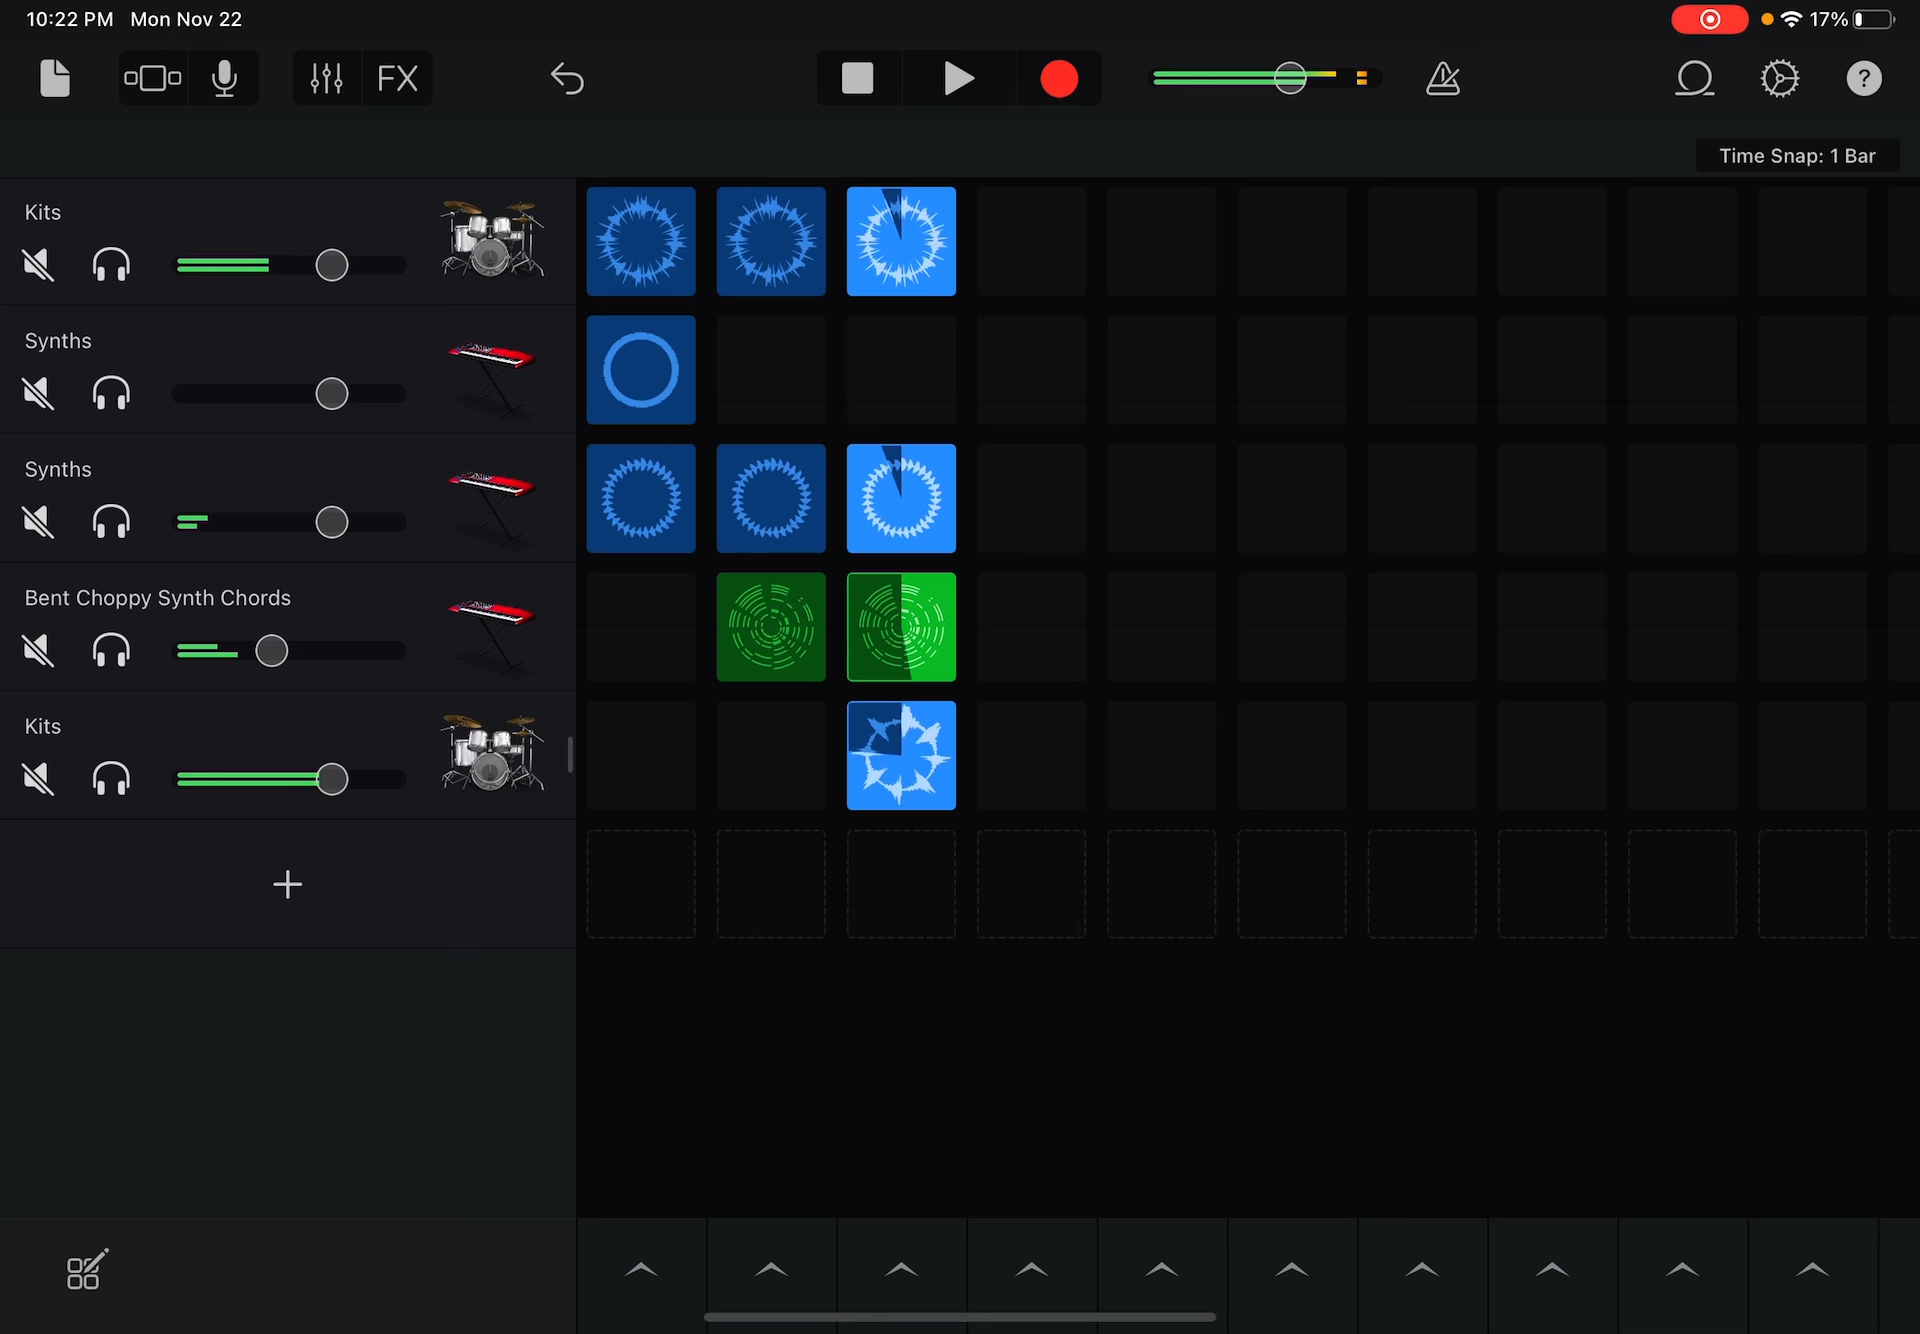 10:22 PM Mon Nov 22
17%
FX
?
Time Snap: 1 Bar
Kits
Synths
Synths
Bent Choppy Synth Chords
Kits